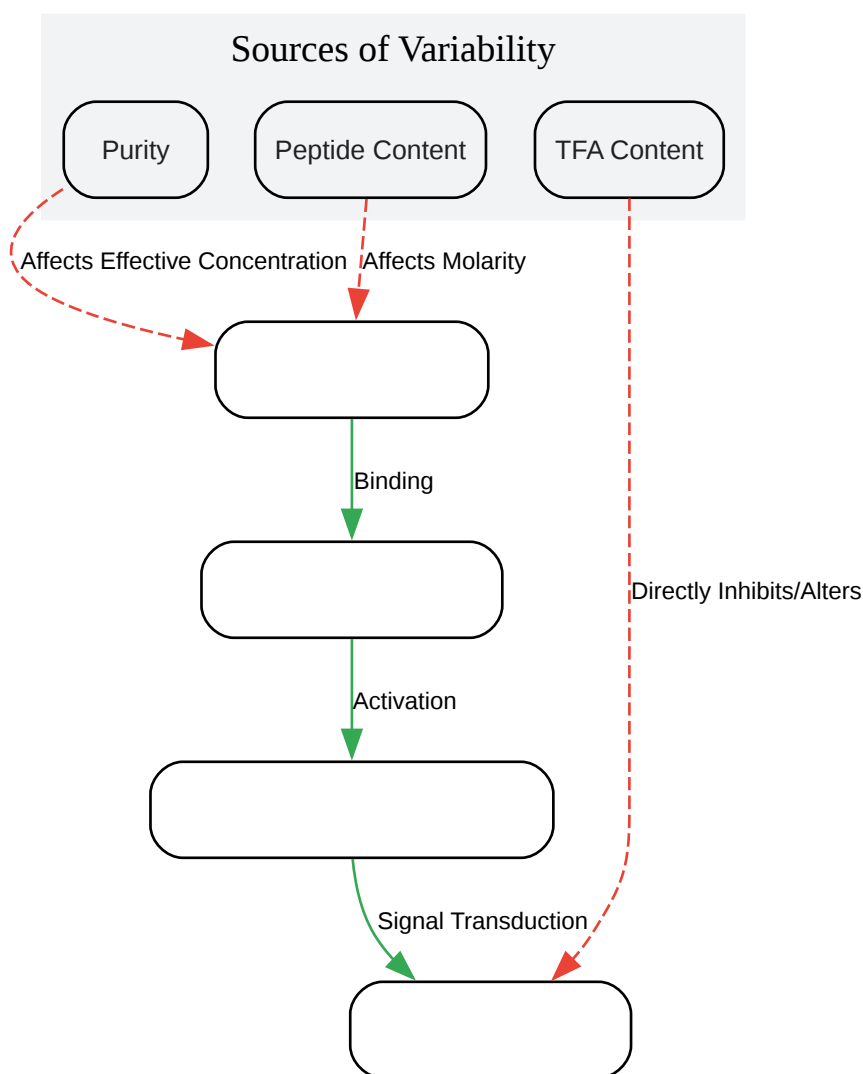 Sources of Variability
Purity
Peptide Content
TFA Content
Affects Effective Concentration
Affects Molarity
Binding
Directly Inhibits/Alters
Activation
Signal Transduction